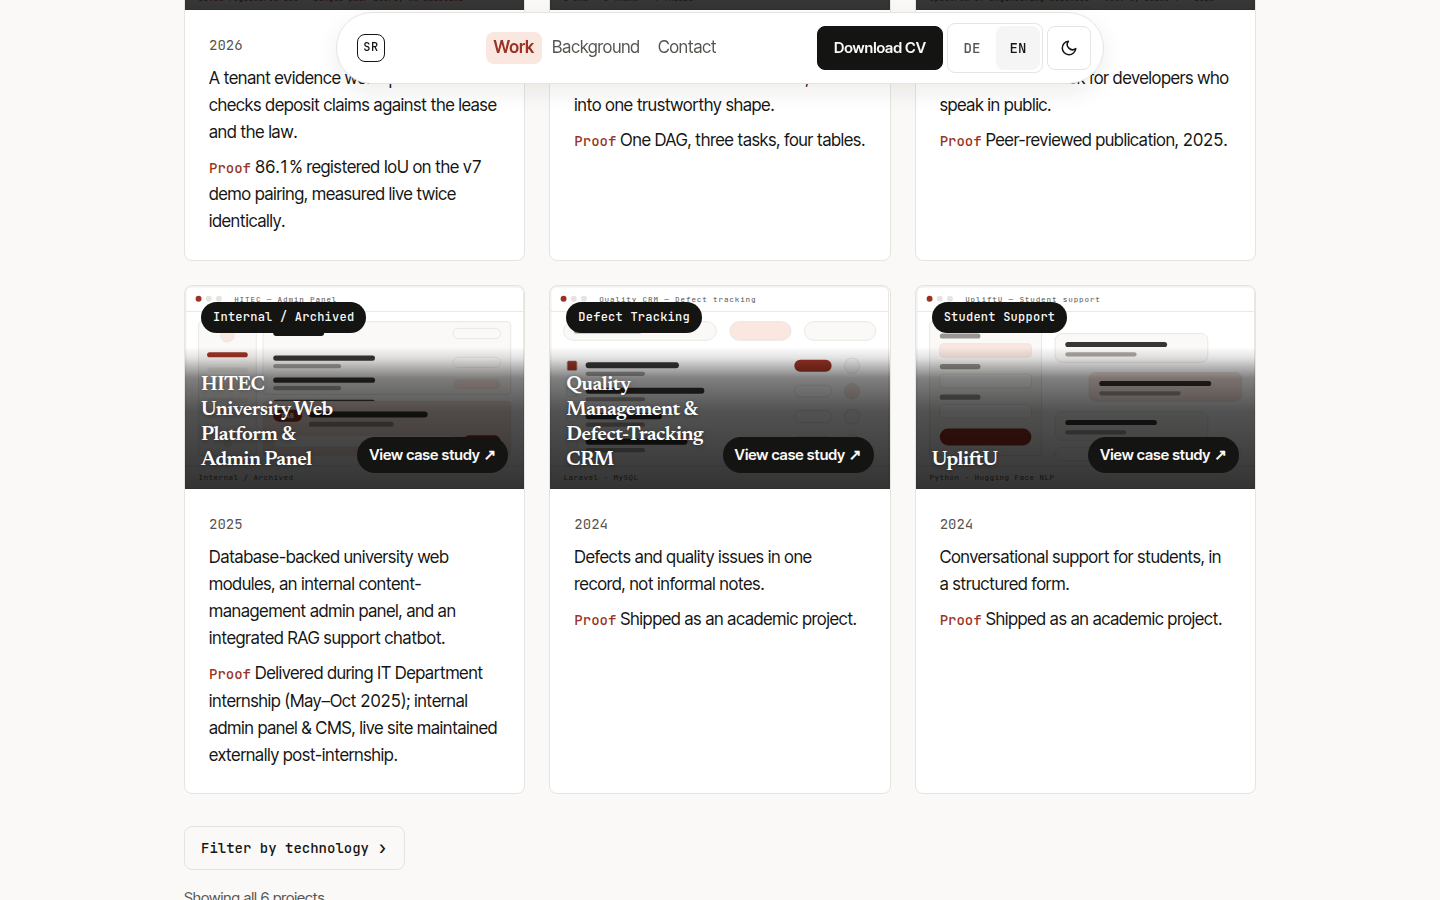 SR
Work
Background
Contact
Download CV
DE
EN
2026
A tenant evidence
checks deposit claims against the lease
and the law.
Proof 86.1% registered IoU on the v7
demo pairing, measured live twice
identically.
into one trustworthy shape.
Proof One DAG, three tasks, four tables.
for developers who
speak in public.
Proof Peer-reviewed publication, 2025.
HITEC — Admin Panel
Internal / Archived
HITEC
University Web
Platform &
Admin Panel
View case study ↗
Internal / Archived
2025
Database-backed university web
modules, an internal content-
management admin panel, and an
integrated RAG support chatbot.
Proof Delivered during IT Department
internship (May–Oct 2025); internal
admin panel & CMS, live site maintained
externally post-internship.
Quality CRM — Defect tracking
Defect Tracking
Quality
Management &
Defect-Tracking
CRM
View case study ↗
Laravel · MySQL
2024
Defects and quality issues in one
record, not informal notes.
Proof Shipped as an academic project.
UpliftU — Student support
Student Support
UpliftU
View case study ↗
Python · Hugging Face NLP
2024
Conversational support for students, in
a structured form.
Proof Shipped as an academic project.
Filter by technology ›
Showing all 6 projects